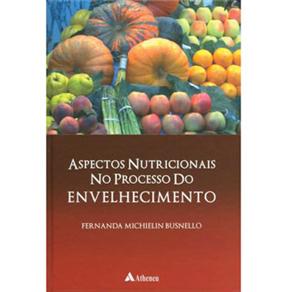 ASPECTOS NUTRICIONAIS
NO PROCESSO DO
ENVELHECIMENTO
FERNANDA MICHIELIN BUSNELLO
Atheneu